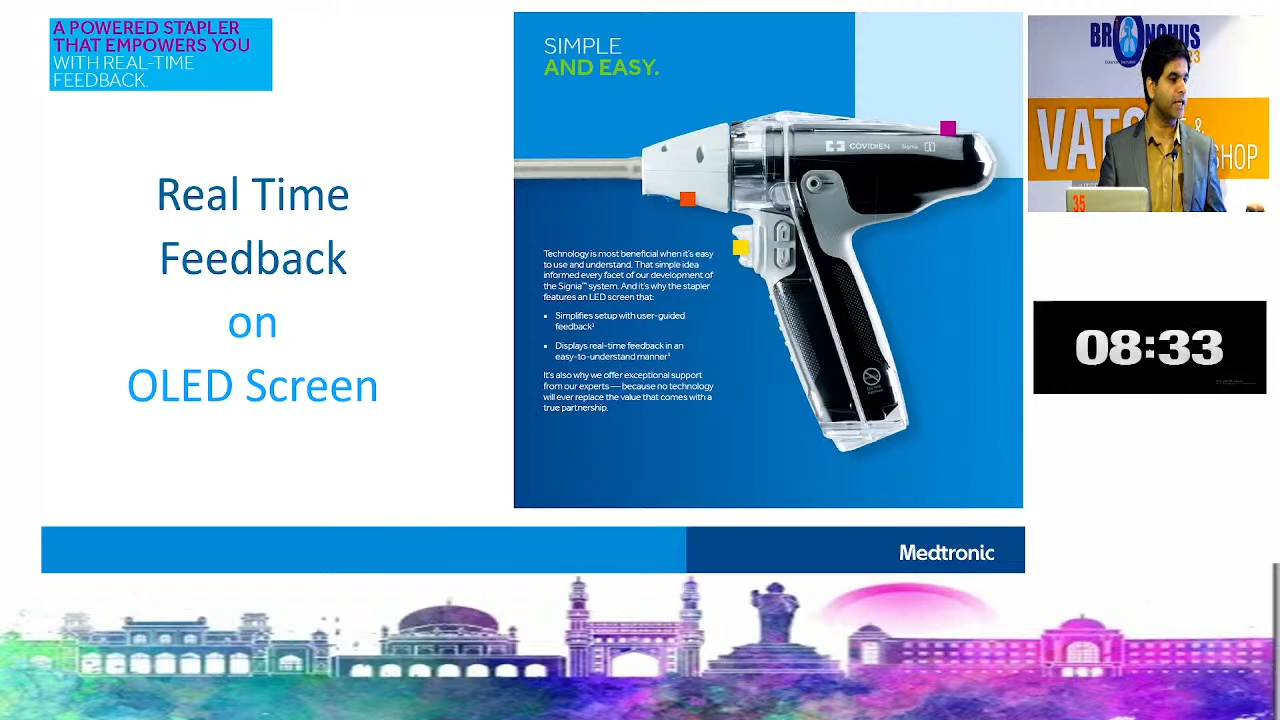 A POWERED STAPLER
THAT EMPOWERS YOU
WITH REAL-TIME
FEEDBACK.
Real Time
Feedback
on
OLED Screen
SIMPLE
AND EASY.
COVIDIEN Signia
Technology is most beneficial when it's easy
to use and understand. That simple idea
informed every facet of our development of
the Signia™ system. And it's why the stapler
features an LED screen that:
▪ Simplifies setup with user-guided
feedback¹
▪ Displays real-time feedback in an
easy-to-understand manner¹
It's also why we offer exceptional support
from our experts — because no technology
will ever replace the value that comes with a
true partnership.
Medtronic
BRONCHUS
23
VATS
&
SHOP
35
08:33